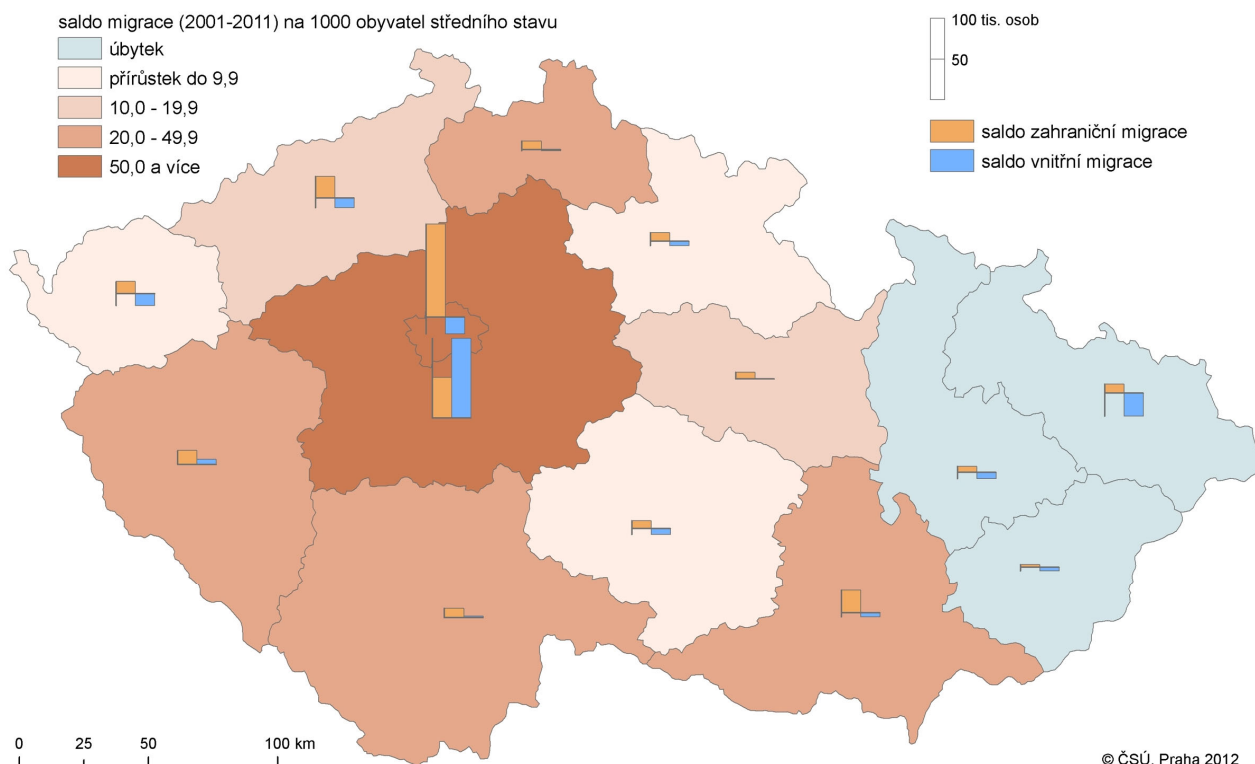 saldo migrace (2001-2011) na 1000 obyvatel středního stavu
úbytek
přírůstek do 9,9
10,0 - 19,9
20,0 - 49,9
50,0 a více
100 tis. osob
50
saldo zahraniční migrace
saldo vnitřní migrace
0 25 50 100 km
© ČSÚ, Praha 2012